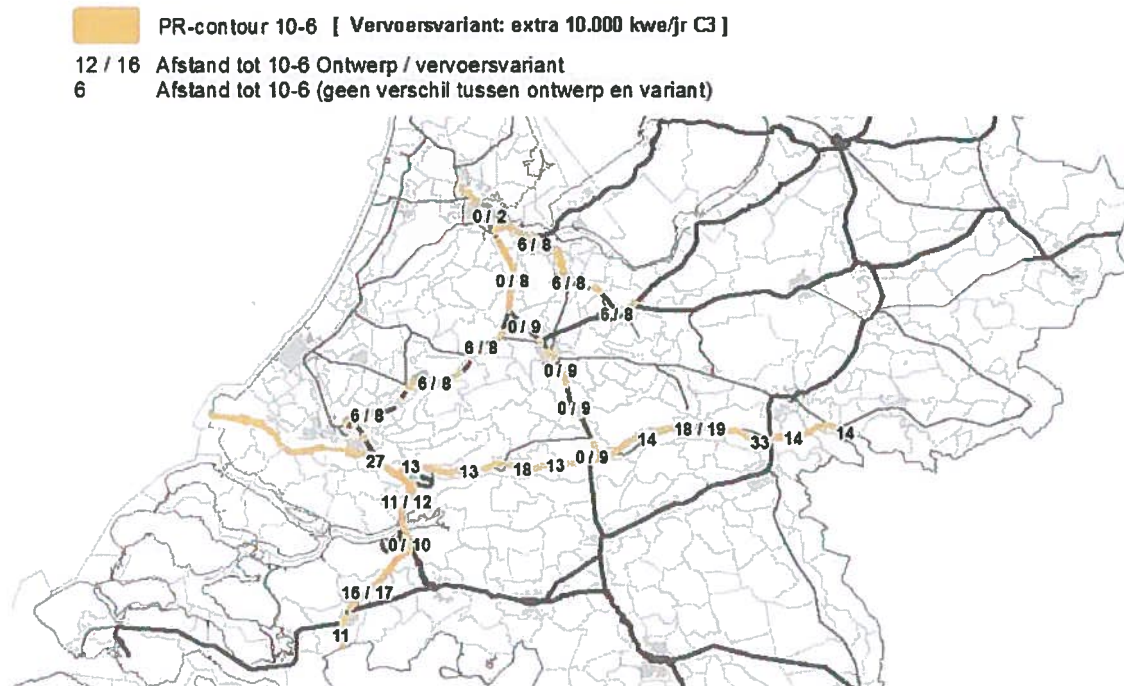 PR-contour 10-6 [ Vervoersvariant: extra 10.000 kwe/jr C3 ]
12 / 16 Afstand tot 10-6 Ontwerp / vervoersvariant
6 Afstand tot 10-6 (geen verschil tussen ontwerp en variant)
0 / 2
6 / 8
0 / 8
6 / 8
6 / 8
0 / 9
6 / 8
0 / 9
6 / 8
0 / 9
6 / 8
18 / 19
14
33
14
14
0 / 9
27
13
13
18
13
11 / 12
0 / 10
16 / 17
11